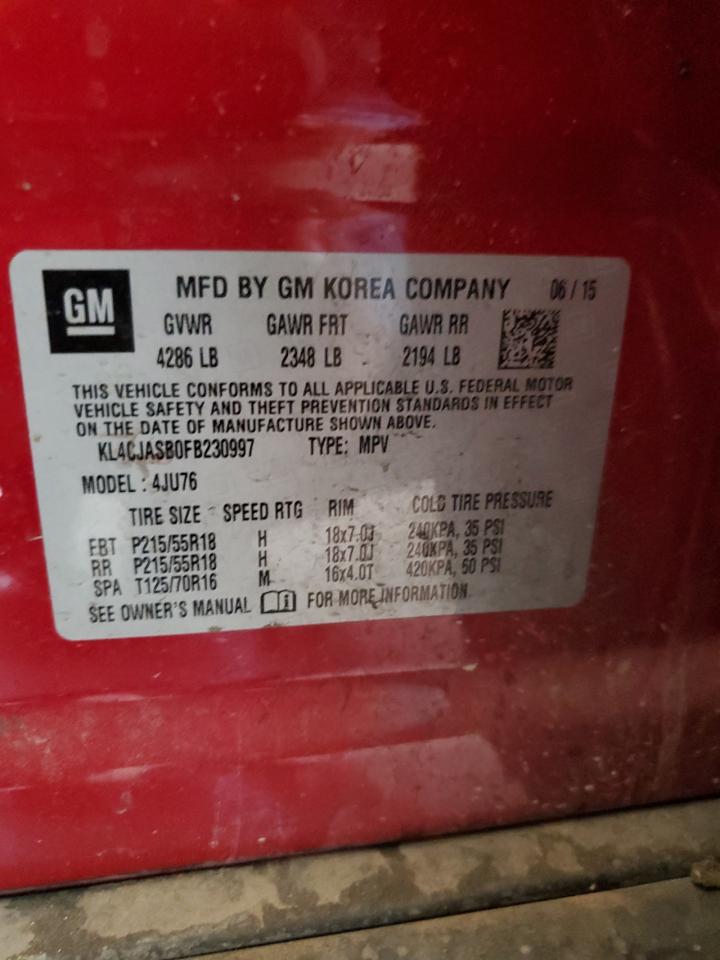 GM
MFD BY GM KOREA COMPANY 06 / 15
GVWR GAWR FRT GAWR RR
4286 LB 2348 LB 2194 LB
THIS VEHICLE CONFORMS TO ALL APPLICABLE U.S. FEDERAL MOTOR
VEHICLE SAFETY AND THEFT PREVENTION STANDARDS IN EFFECT
ON THE DATE OF MANUFACTURE SHOWN ABOVE.
KL4CJASB0FB230997 TYPE: MPV
MODEL : 4JU76
TIRE SIZE SPEED RTG RIM COLD TIRE PRESSURE
FRT P215/55R18 H 18x7.0J 240KPA, 35 PSI
RR P215/55R18 H 18x7.0J 240KPA, 35 PSI
SPA T125/70R16 M 16x4.0T 420KPA, 60 PSI
SEE OWNER'S MANUAL FOR MORE INFORMATION